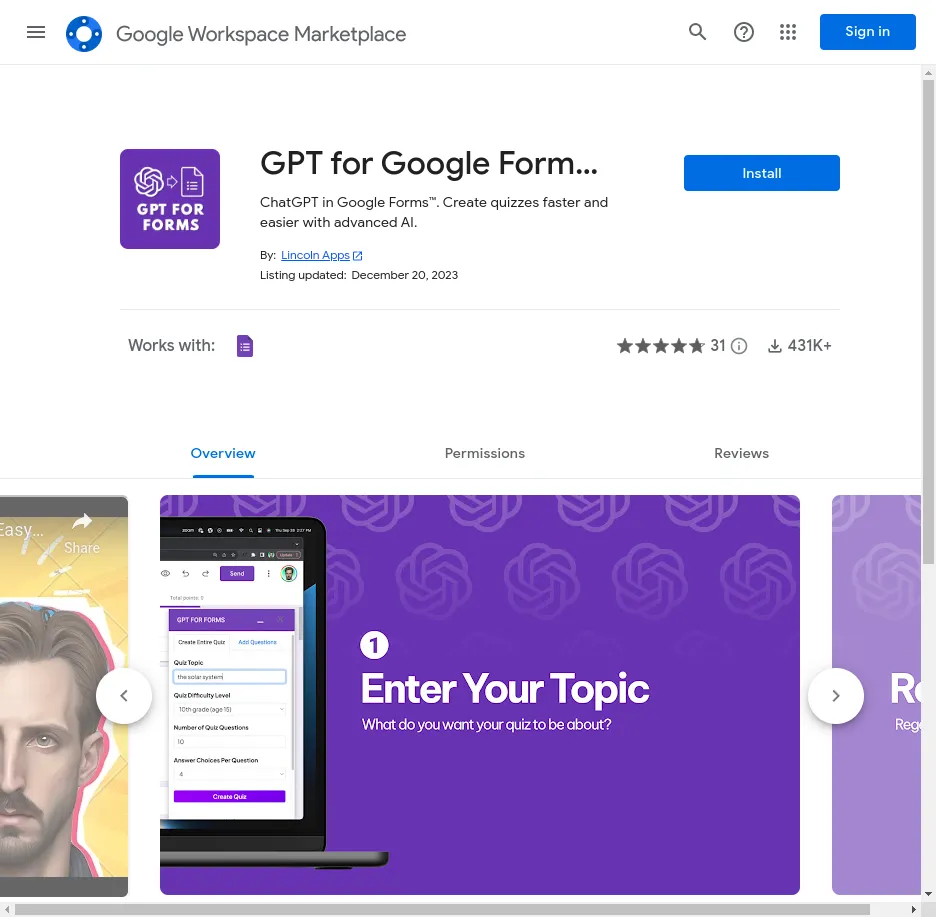 Google Workspace Marketplace
Sign in
GPT FOR
FORMS
GPT for Google Form...
ChatGPT in Google Forms™. Create quizzes faster and
easier with advanced AI.
By: Lincoln Apps
Listing updated: December 20, 2023
Install
Works with:
31
431K+
Overview
Permissions
Reviews
Easy...
Share
Send
Total points: 0
GPT FOR FORMS
Create Entire Quiz
Add Questions
Quiz Topic
the solar system
Quiz Difficulty Level
10th grade (age 15)
Number of Quiz Questions
10
Answer Choices Per Question
4
Create Quiz
1
Enter Your Topic
What do you want your quiz to be about?
Re
Rege